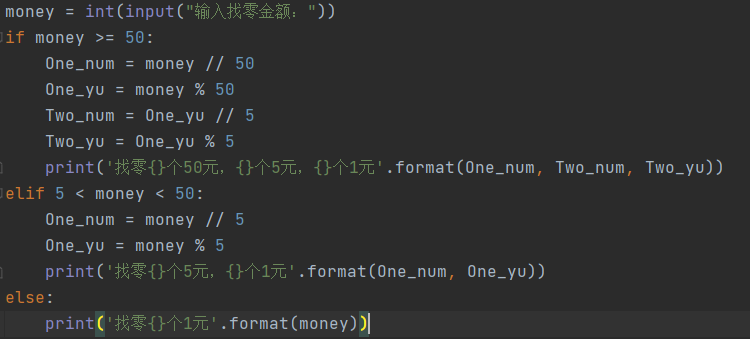 money = int(input("输入找零金额："))
if money >= 50:
    One_num = money // 50
    One_yu = money % 50
    Two_num = One_yu // 5
    Two_yu = One_yu % 5
    print('找零{}个50元，{}个5元，{}个1元'.format(One_num, Two_num, Two_yu))
elif 5 < money < 50:
    One_num = money // 5
    One_yu = money % 5
    print('找零{}个5元，{}个1元'.format(One_num, One_yu))
else:
    print('找零{}个1元'.format(money))